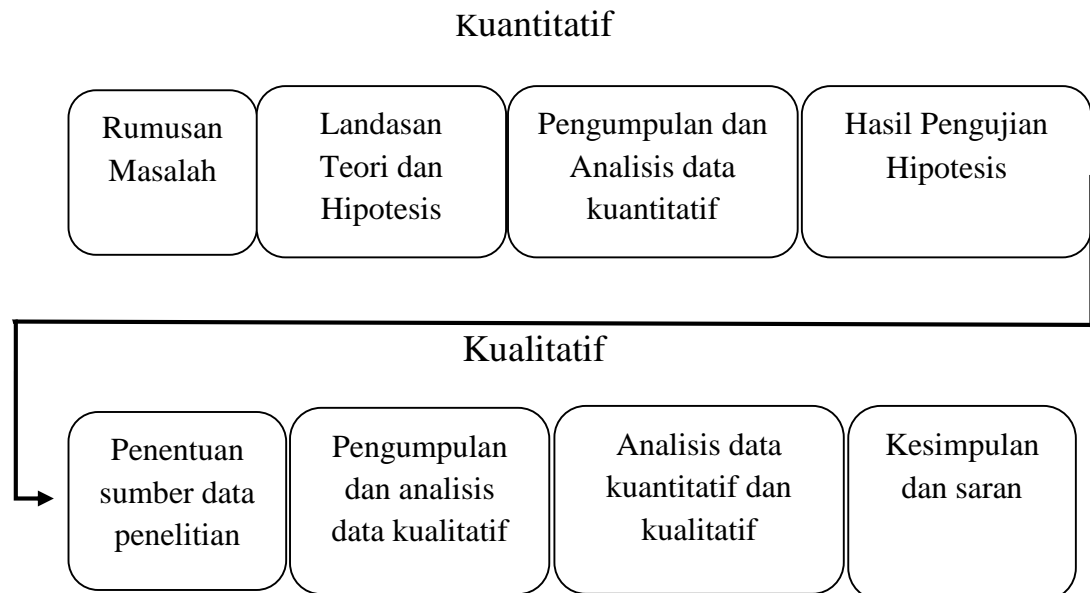 Kuantitatif
Rumusan
Masalah
Landasan
Teori dan
Hipotesis
Pengumpulan dan
Analisis data
kuantitatif
Hasil Pengujian
Hipotesis
Kualitatif
Penentuan
sumber data
penelitian
Pengumpulan
dan analisis
data kualitatif
Analisis data
kuantitatif dan
kualitatif
Kesimpulan
dan saran